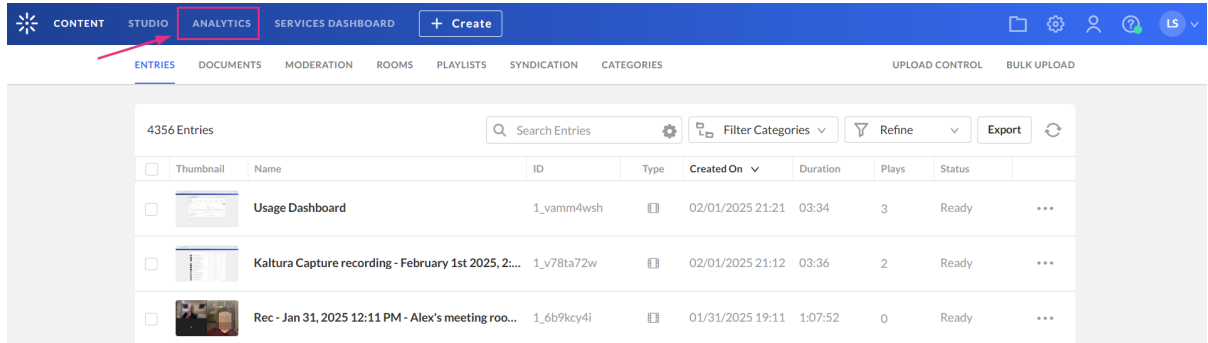 CONTENT STUDIO ANALYTICS SERVICES DASHBOARD + Create LS
ENTRIES DOCUMENTS MODERATION ROOMS PLAYLISTS SYNDICATION CATEGORIES UPLOAD CONTROL BULK UPLOAD
4356 Entries Search Entries Filter Categories Refine Export
Thumbnail Name ID Type Created On Duration Plays Status
Usage Dashboard 1_vamm4wsh 02/01/2025 21:21 03:34 3 Ready
Kaltura Capture recording - February 1st 2025, 2:... 1_v78ta72w 02/01/2025 21:12 03:36 2 Ready
Rec - Jan 31, 2025 12:11 PM - Alex's meeting roo... 1_6b9kcy4i 01/31/2025 19:11 1:07:52 0 Ready